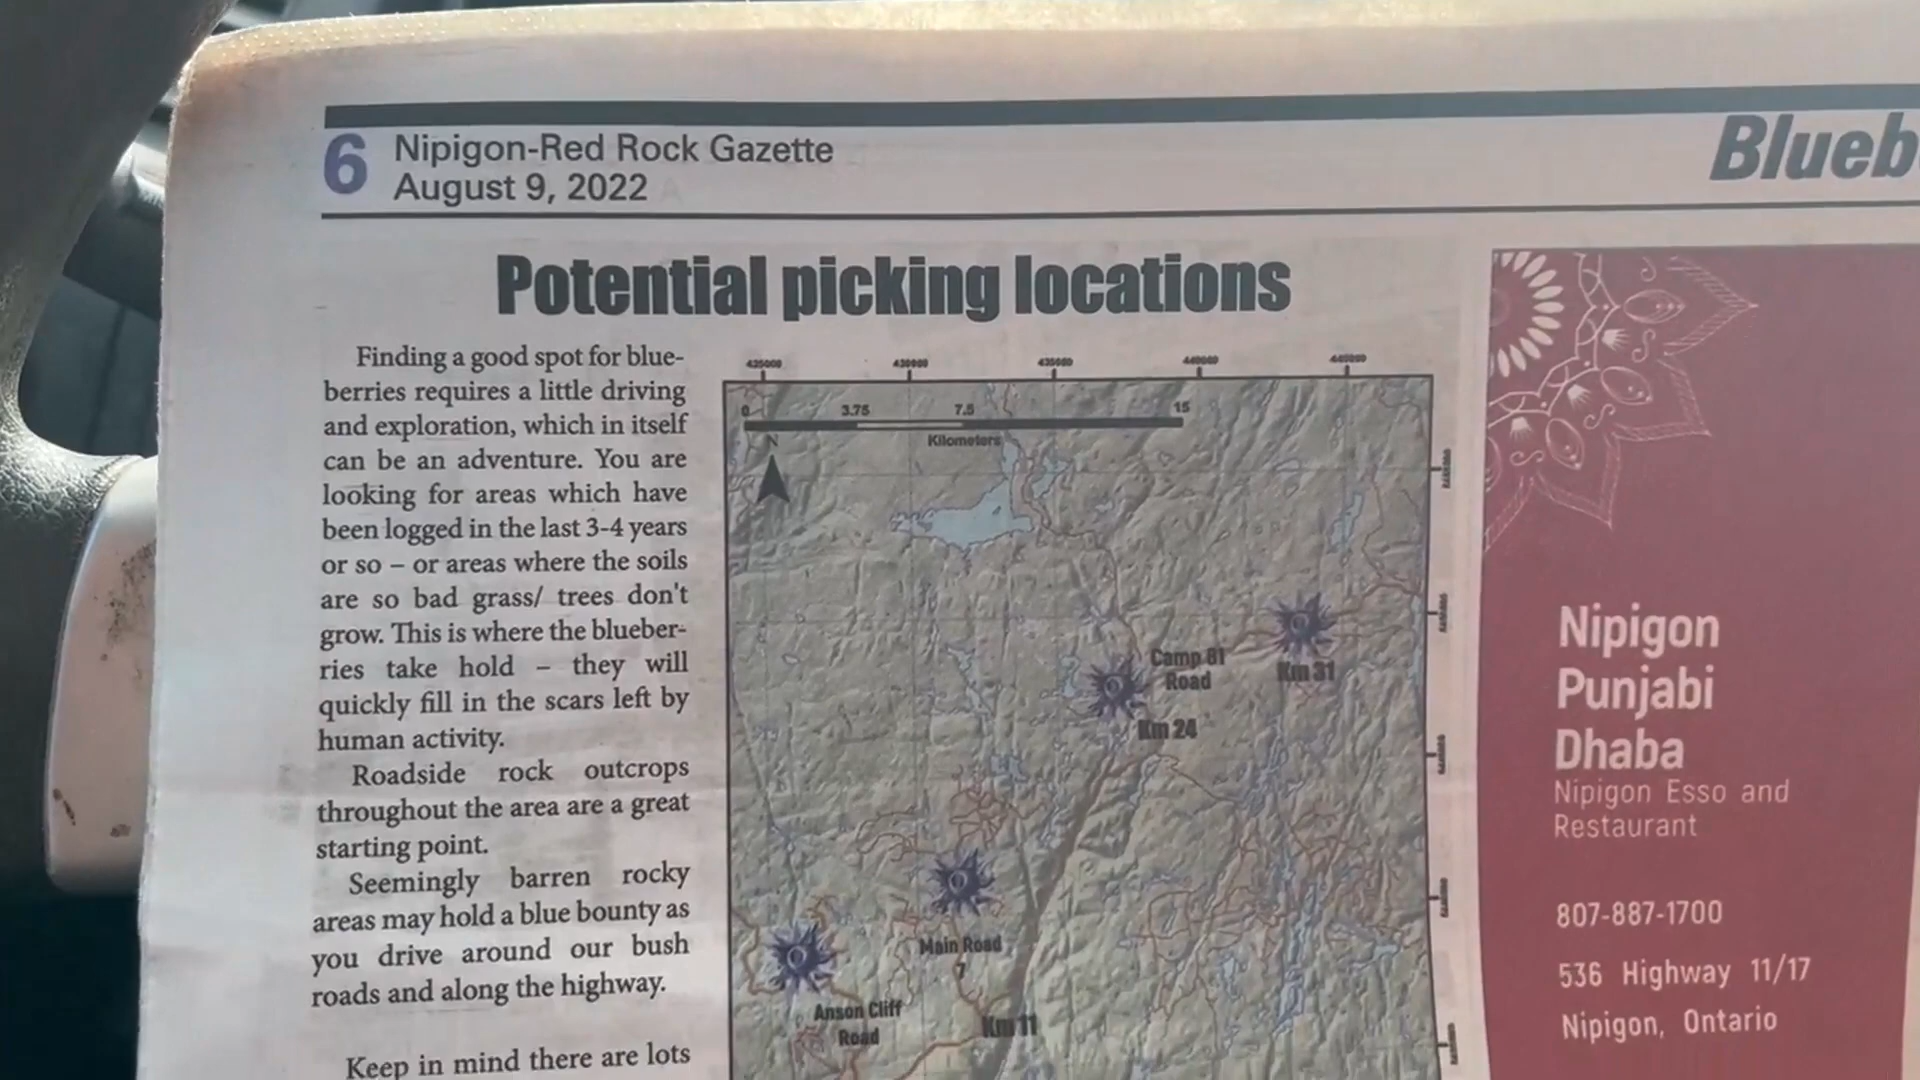 6
Nipigon-Red Rock Gazette
August 9, 2022
Blueb
Potential picking locations
Finding a good spot for blue-
berries requires a little driving
and exploration, which in itself
can be an adventure. You are
looking for areas which have
been logged in the last 3-4 years
or so – or areas where the soils
are so bad grass/ trees don't
grow. This is where the blueber-
ries take hold – they will
quickly fill in the scars left by
human activity.
Roadside rock outcrops
throughout the area are a great
starting point.
Seemingly barren rocky
areas may hold a blue bounty as
you drive around our bush
roads and along the highway.
Keep in mind there are lots
425000 430000 435000 440000 445000
0 3.75 7.5 15
Kilometers
N
Camp 81
Road
Km 31
Km 24
Main Road
7
Anson Cliff
Road
Km 11
Nipigon
Punjabi
Dhaba
Nipigon Esso and
Restaurant
807-887-1700
536 Highway 11/17
Nipigon, Ontario